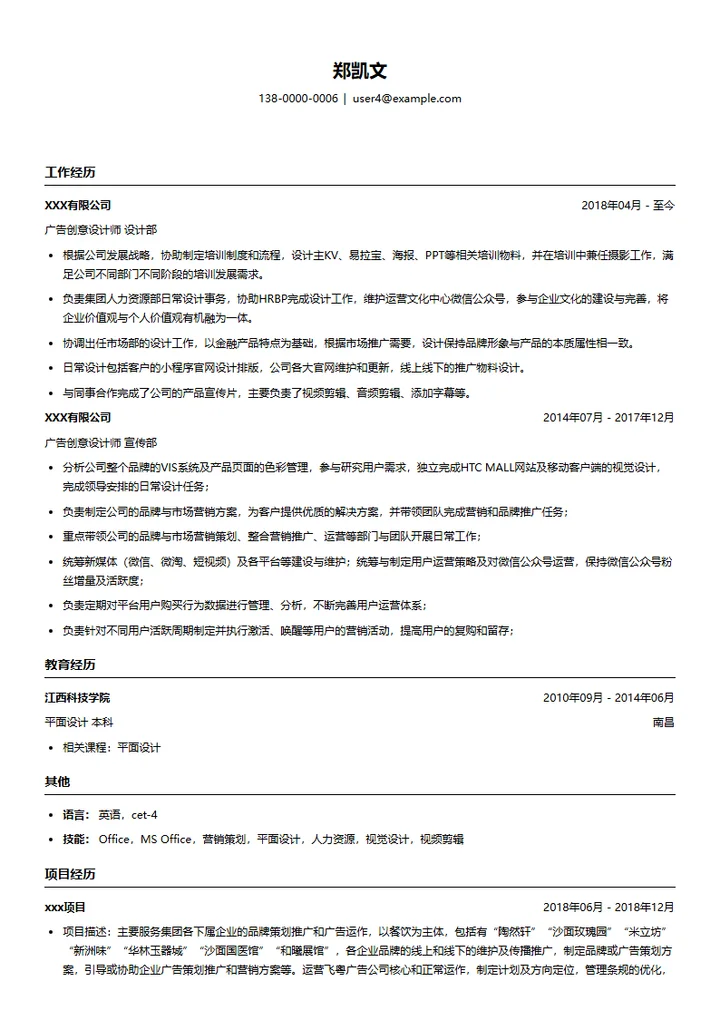 郑凯文
138-0000-0006 | user4@example.com
工作经历
XXX有限公司 2018年04月 - 至今
广告创意设计师 设计部
• 根据公司发展战略，协助制定培训制度和流程，设计主KV、易拉宝、海报、PPT等相关培训物料，并在培训中兼任摄影工作，满
足公司不同部门不同阶段的培训发展需求。
• 负责集团人力资源部日常设计事务，协助HRBP完成设计工作，维护运营文化中心微信公众号，参与企业文化的建设与完善，将
企业价值观与个人价值观有机融为一体。
• 协调出任市场部的设计工作，以金融产品特点为基础，根据市场推广需要，设计保持品牌形象与产品的本质属性相一致。
• 日常设计包括客户的小程序官网设计排版，公司各大官网维护和更新，线上线下的推广物料设计。
• 与同事合作完成了公司的产品宣传片，主要负责了视频剪辑、音频剪辑、添加字幕等。
XXX有限公司 2014年07月 - 2017年12月
广告创意设计师 宣传部
• 分析公司整个品牌的VIS系统及产品页面的色彩管理，参与研究用户需求，独立完成HTC MALL网站及移动客户端的视觉设计，
完成领导安排的日常设计任务；
• 负责制定公司的品牌与市场营销方案，为客户提供优质的解决方案，并带领团队完成营销和品牌推广任务；
• 重点带领公司的品牌与市场营销策划、整合营销推广、运营等部门与团队开展日常工作；
• 统筹新媒体（微信、微淘、短视频）及各平台等建设与维护；统筹与制定用户运营策略及对微信公众号运营，保持微信公众号粉
丝增量及活跃度；
• 负责定期对平台用户购买行为数据进行管理、分析，不断完善用户运营体系；
• 负责针对不同用户活跃周期制定并执行激活、唤醒等用户的营销活动，提高用户的复购和留存；
教育经历
江西科技学院 2010年09月 - 2014年06月
平面设计 本科 南昌
• 相关课程：平面设计
其他
• 语言： 英语，cet-4
• 技能： Office，MS Office，营销策划，平面设计，人力资源，视觉设计，视频剪辑
项目经历
xxx项目 2018年06月 - 2018年12月
• 项目描述：主要服务集团各下属企业的品牌策划推广和广告运作，以餐饮为主体，包括有“陶然轩”“沙面玫瑰园”“米立坊”
“新洲味”“华林玉器城”“沙面国医馆”“和曦展馆”，各企业品牌的线上和线下的维护及传播推广，制定品牌或广告策划方
案，引导或协助企业广告策划推广和营销方案等。运营飞粤广告公司核心和正常运作，制定计划及方向定位，管理条规的优化，